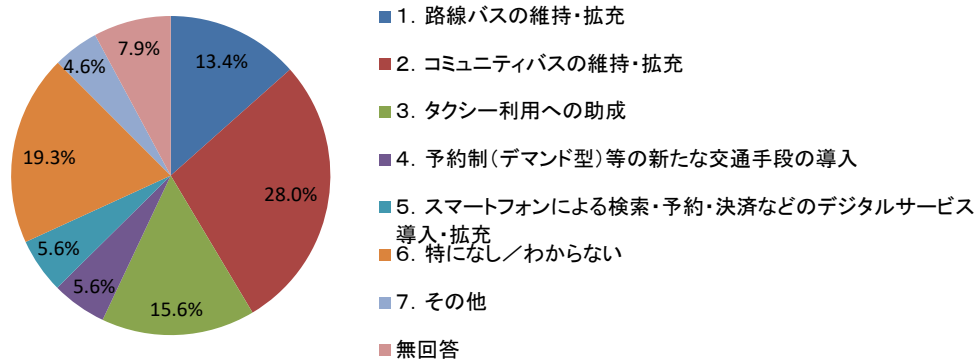 1．路線バスの維持・拡充
2．コミュニティバスの維持・拡充
3．タクシー利用への助成
4．予約制（デマンド型）等の新たな交通手段の導入
5．スマートフォンによる検索・予約・決済などのデジタルサービス
導入・拡充
6．特になし／わからない
7．その他
無回答
13.4%
28.0%
15.6%
5.6%
5.6%
19.3%
4.6%
7.9%